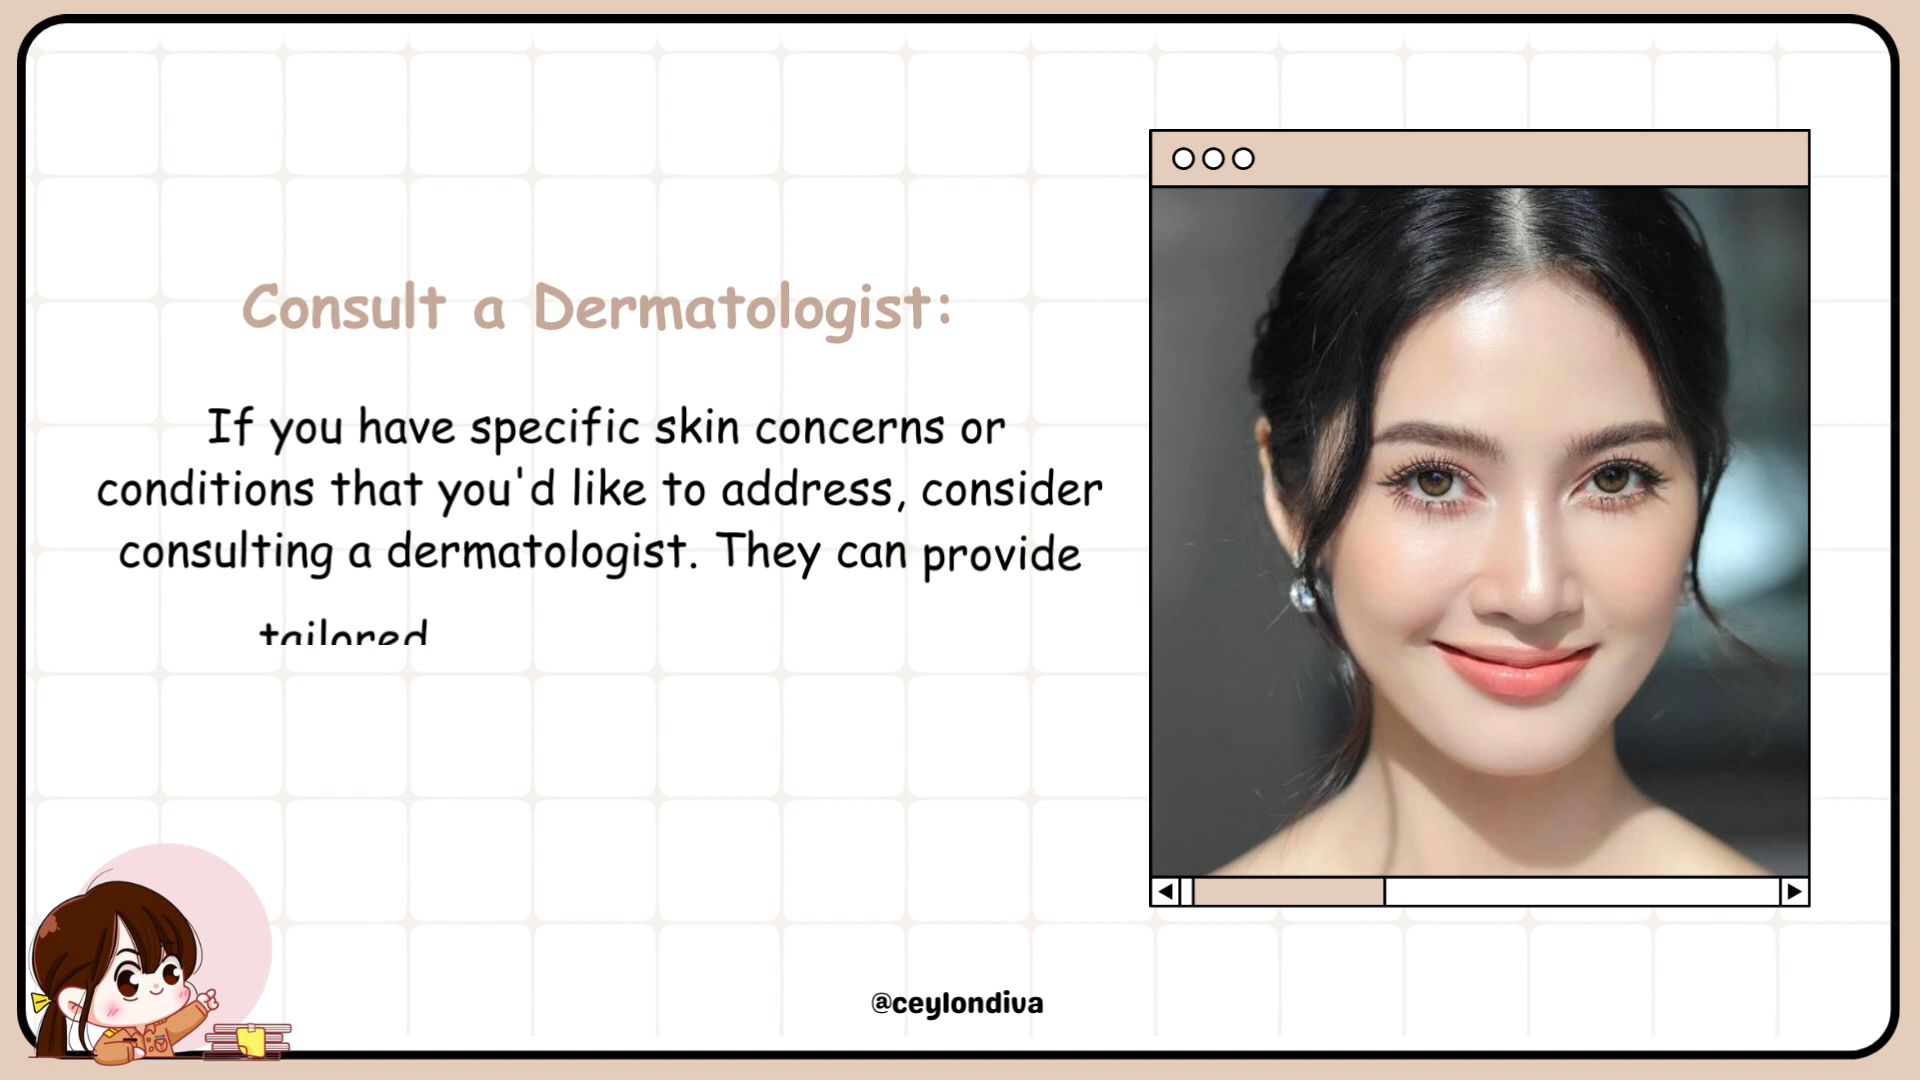 Consult a Dermatologist:
If you have specific skin concerns or
conditions that you'd like to address, consider
consulting a dermatologist. They can provide
tailored
@ceylondiva